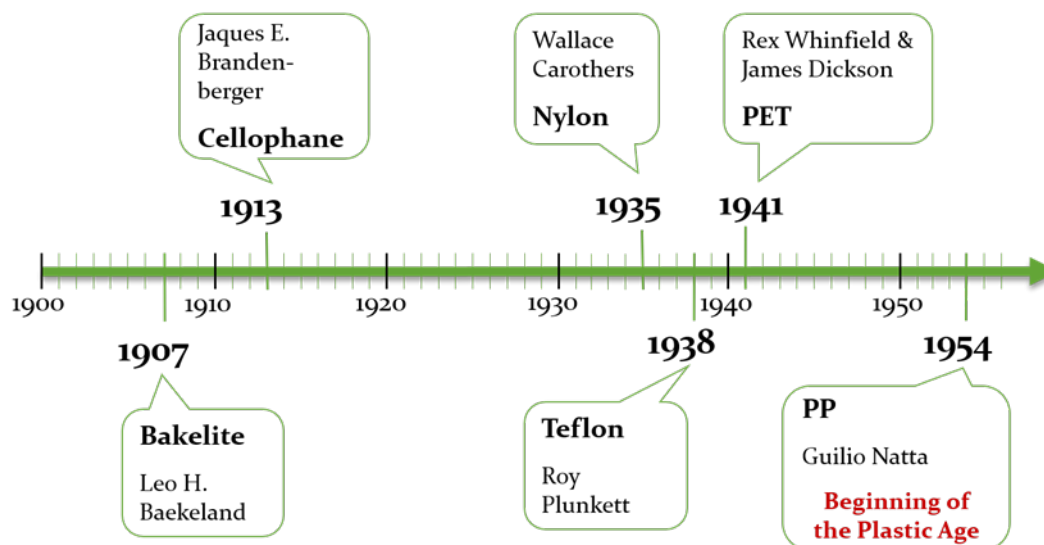 Jaques E.
Branden-
berger
Cellophane
1913
Wallace
Carothers
Nylon
1935
Rex Whinfield &
James Dickson
PET
1941
1900
1910
1920
1930
1940
1950
1907
Bakelite
Leo H.
Baekeland
1938
Teflon
Roy
Plunkett
1954
PP
Guilio Natta
Beginning of
the Plastic Age